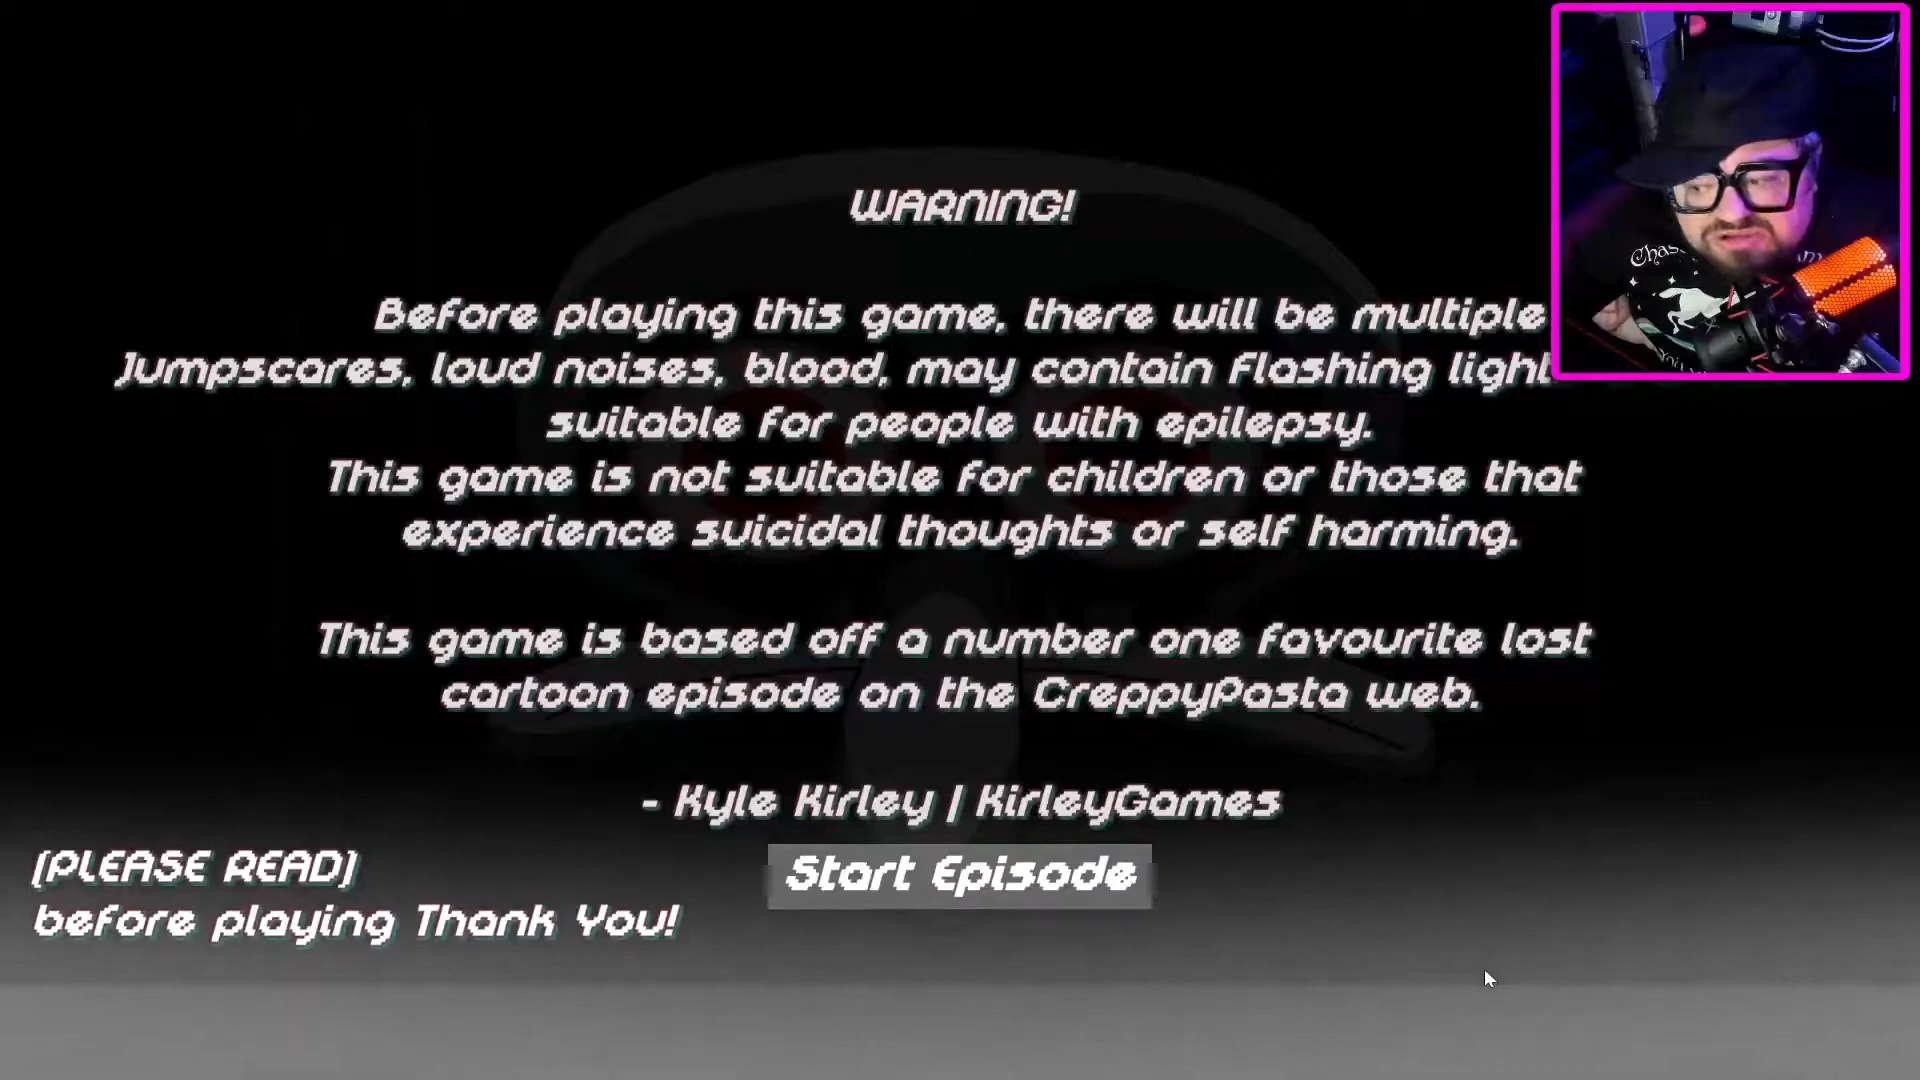 WARNING!
Before playing this game, there will be multiple
Jumpscares, loud noises, blood, may contain flashing
suitable for people with epilepsy.
This game is not suitable for children or those that
experience suicidal thoughts or self harming.
This game is based off a number one favourite lost
cartoon episode on the CreppyPasta web.
- Kyle Kirley | KirleyGames
(PLEASE READ)
before playing Thank You!
Start Episode